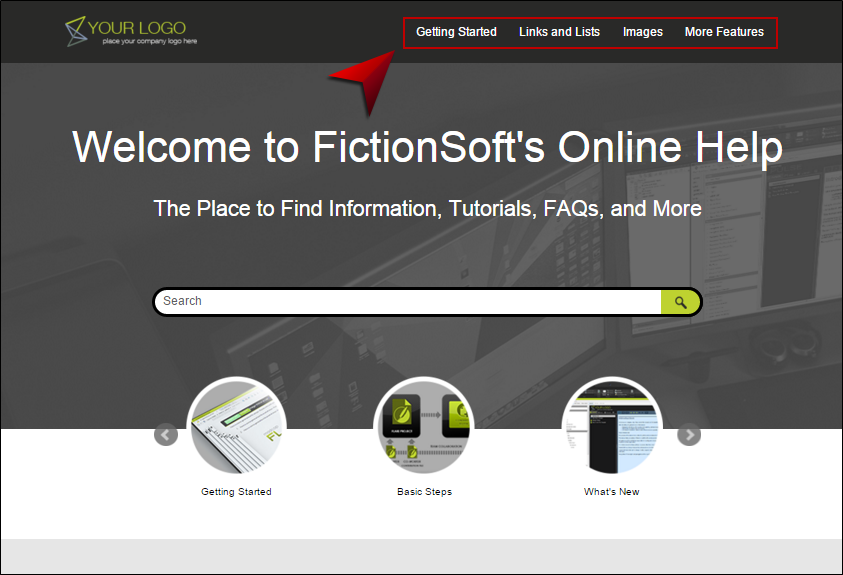 YOUR LOGO
place your company logo here
Getting Started Links and Lists Images More Features
Welcome to FictionSoft's Online Help
The Place to Find Information, Tutorials, FAQs, and More
Search
Getting Started Basic Steps What's New